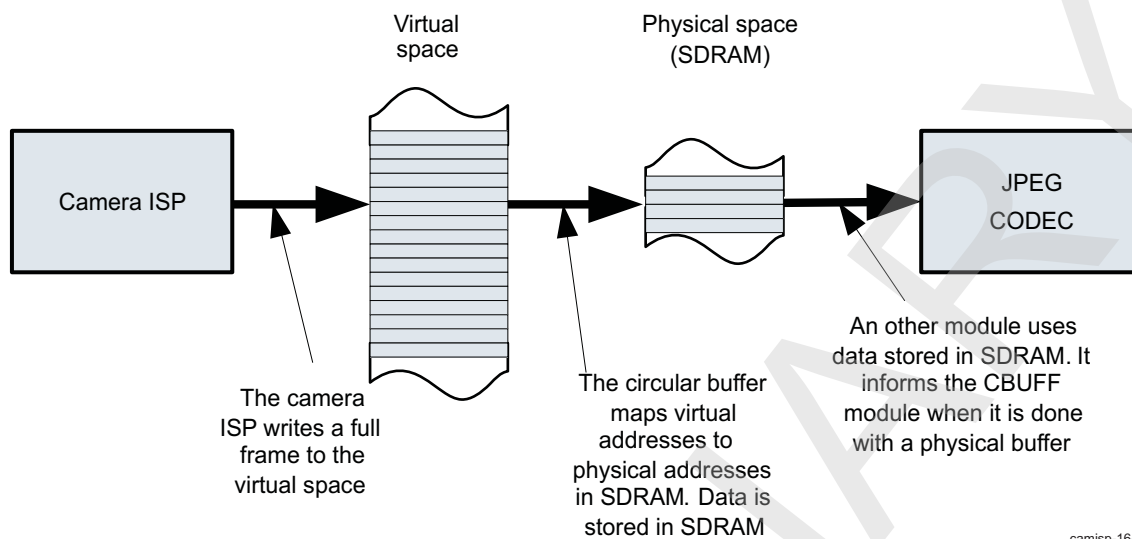 Virtual
space
Physical space
(SDRAM)
Camera ISP
JPEG
CODEC
The camera
ISP writes a full
frame to the
virtual space
The circular buffer
maps virtual
addresses to
physical addresses
in SDRAM. Data is
stored in SDRAM
An other module uses
data stored in SDRAM. It
informs the CBUFF
module when it is done
with a physical buffer